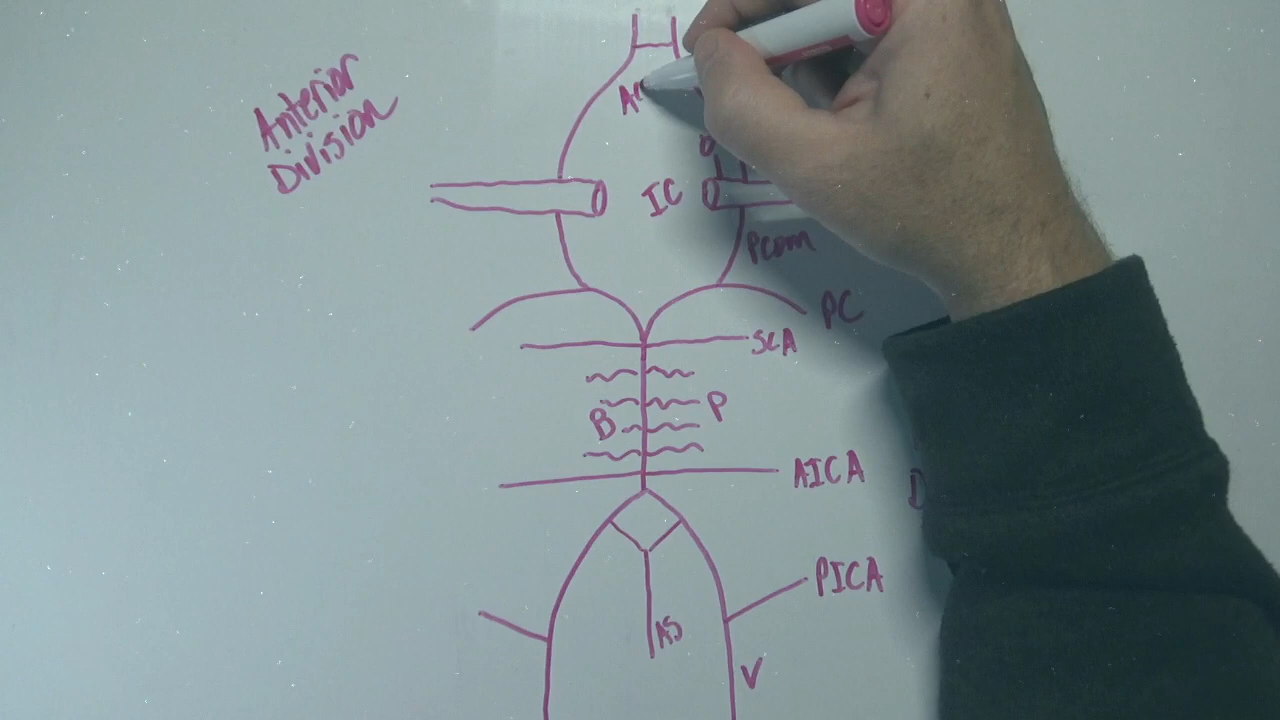 Anterior
Division
IC
Pcom
PC
SCA
B
P
AICA
PICA
AS
V